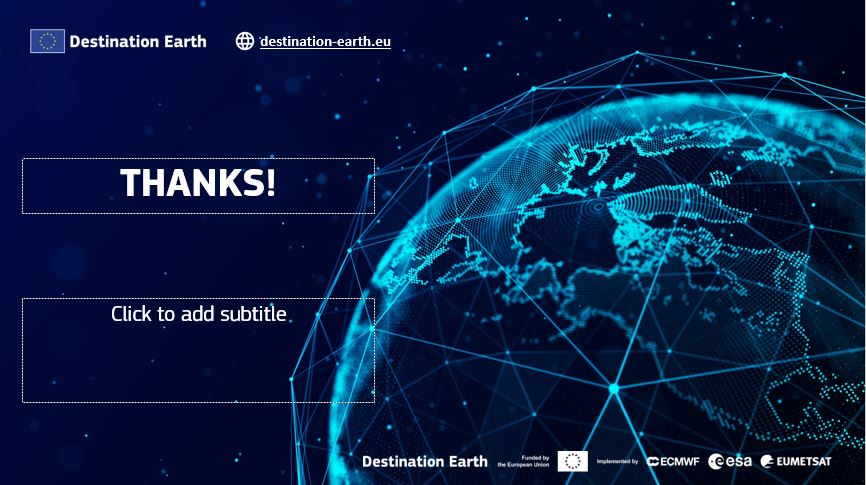 Destination Earth
destination-earth.eu
THANKS!
Click to add subtitle
Destination Earth
Funded by
the European Union
Implemented by
ECMWF
esa
EUMETSAT